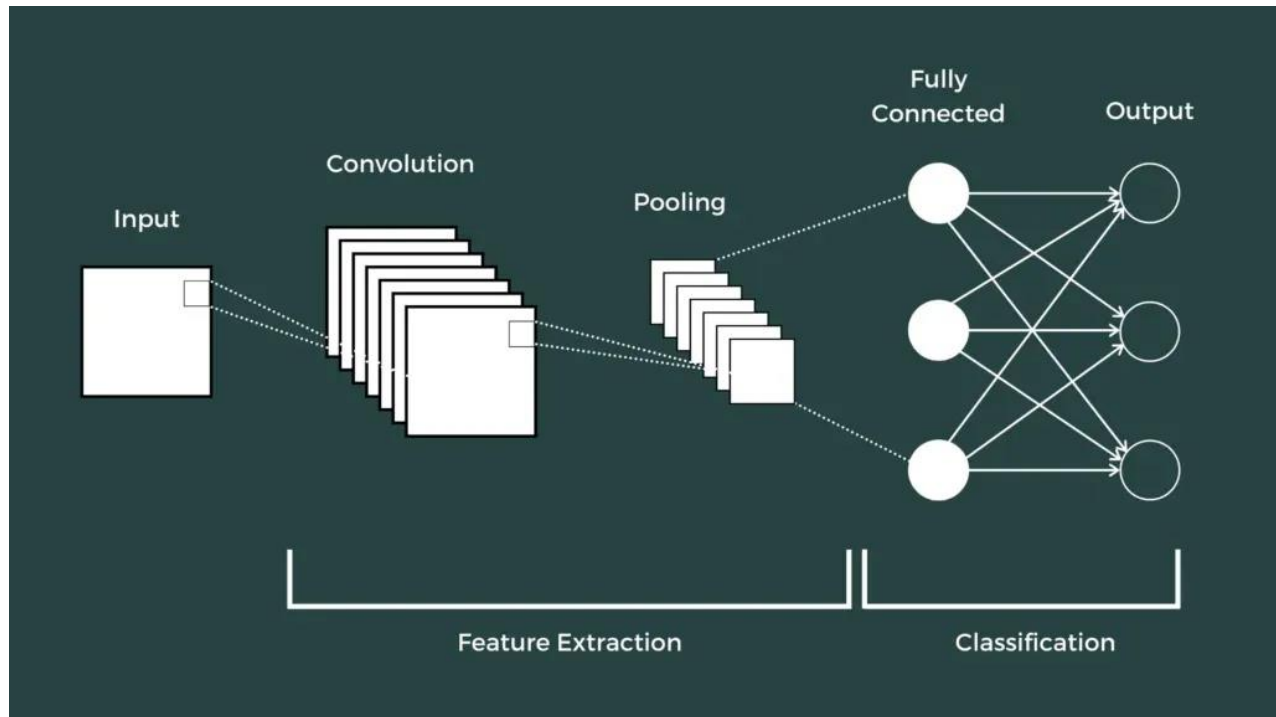 Input
Convolution
Pooling
Fully
Connected
Output
Feature Extraction
Classification